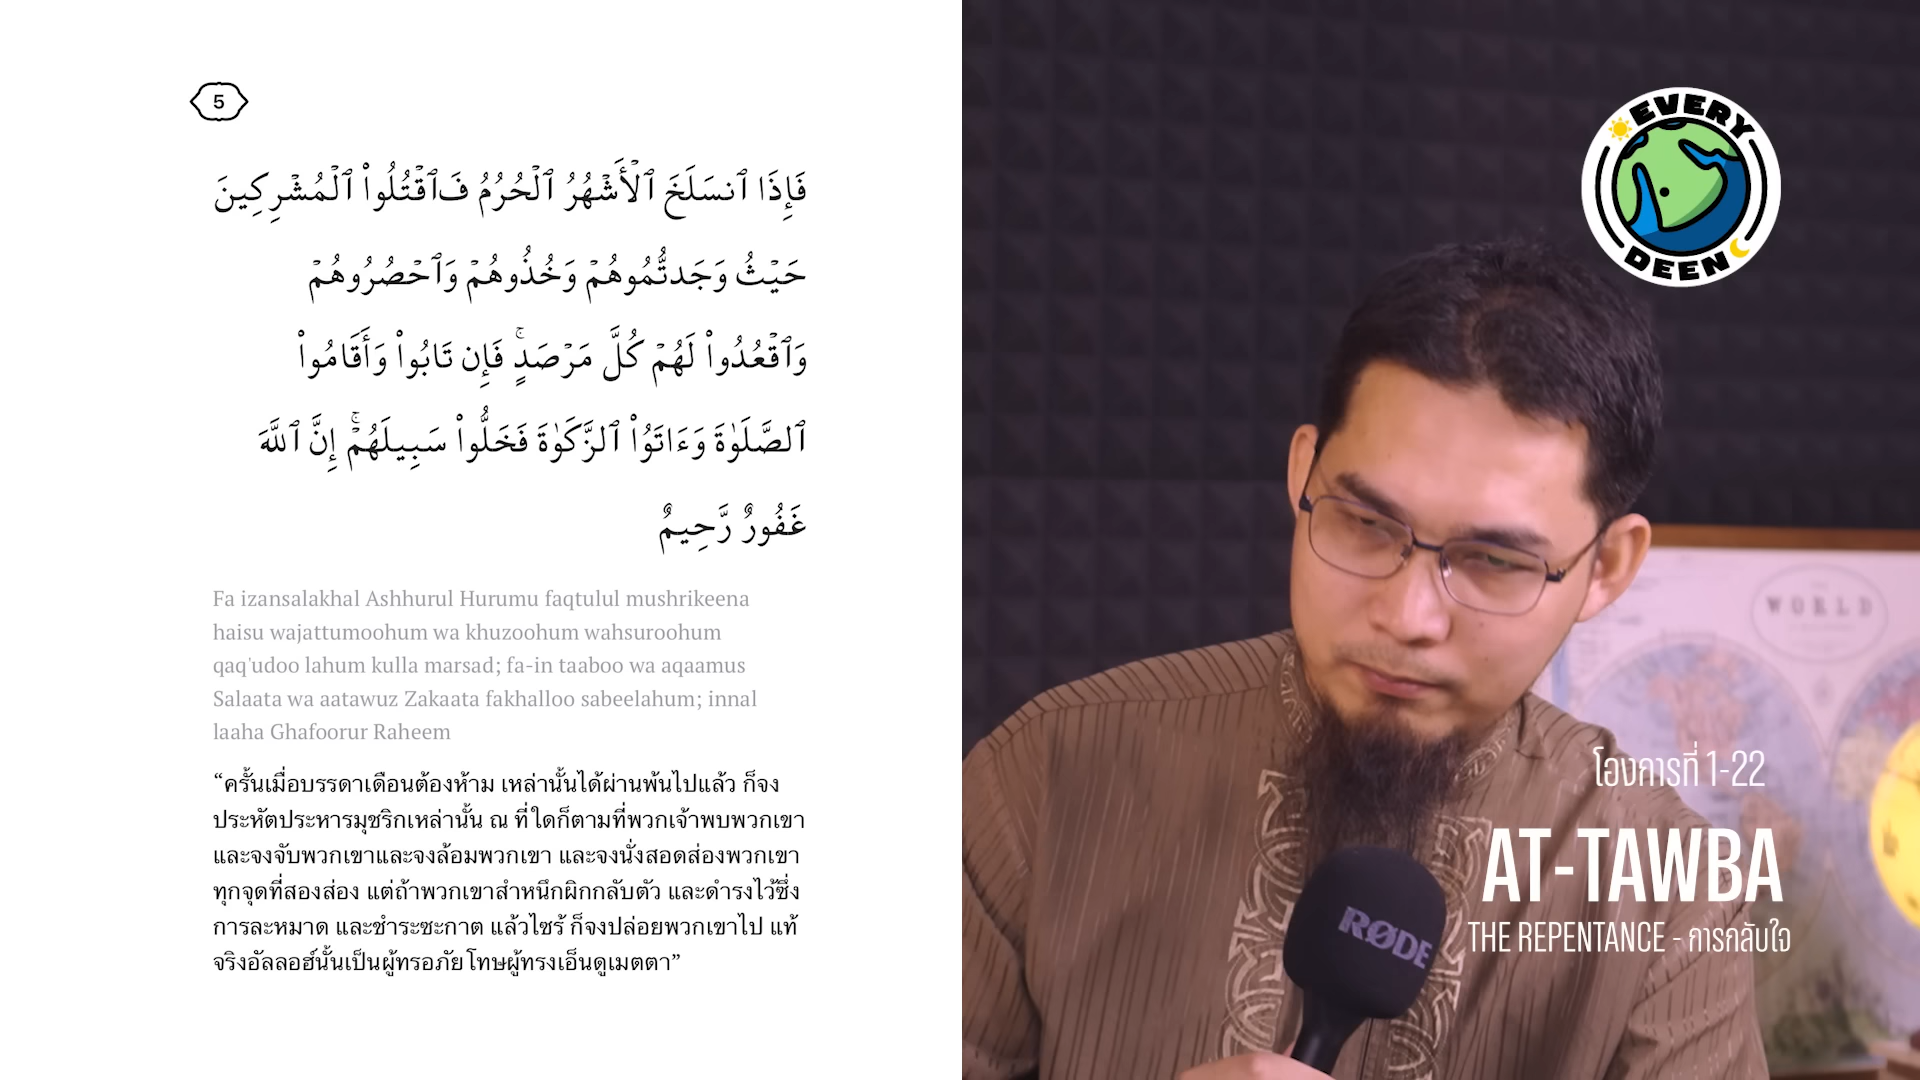 5
فَإِذَا ٱنسَلَخَ ٱلْأَشْهُرُ ٱلْحُرُمُ فَٱقْتُلُوا۟ ٱلْمُشْرِكِينَ
حَيْثُ وَجَدتُّمُوهُمْ وَخُذُوهُمْ وَٱحْصُرُوهُمْ
وَٱقْعُدُوا۟ لَهُمْ كُلَّ مَرْصَدٍۢ ۚ فَإِن تَابُوا۟ وَأَقَامُوا۟
ٱلصَّلَوٰةَ وَءَاتَوُا۟ ٱلزَّكَوٰةَ فَخَلُّوا۟ سَبِيلَهُمْ ۚ إِنَّ ٱللَّهَ
غَفُورٌ رَّحِيمٌ
Fa izansalakhal Ashhurul Hurumu faqtulul mushrikeena
haisu wajattumoohum wa khuzoohum wahsuroohum
qaq'udoo lahum kulla marsad; fa-in taaboo wa aqaamus
Salaata wa aatawuz Zakaata fakhalloo sabeelahum; innal
laaha Ghafoorur Raheem
“ครั้นเมื่อบรรดาเดือนต้องห้าม เหล่านั้นได้ผ่านพ้นไปแล้ว ก็จง
ประหัตประหารมุชริกเหล่านั้น ณ ที่ใดก็ตามที่พวกเจ้าพบพวกเขา
และจงจับพวกเขาและจงล้อมพวกเขา และจงนั่งสอดส่องพวกเขา
ทุกจุดที่สองส่อง แต่ถ้าพวกเขาสำหนึกผิกกลับตัว และดำรงไว้ซึ่ง
การละหมาด และชำระซะกาต แล้วไซร้ ก็จงปล่อยพวกเขาไป แท้
จริงอัลลอฮ์นั้นเป็นผู้ทรอภัยโทษผู้ทรงเอ็นดูเมตตา”
EVERY
DEEN
WORLD
โองการที่ 1-22
AT-TAWBA
THE REPENTANCE - การกลับใจ
RØDE